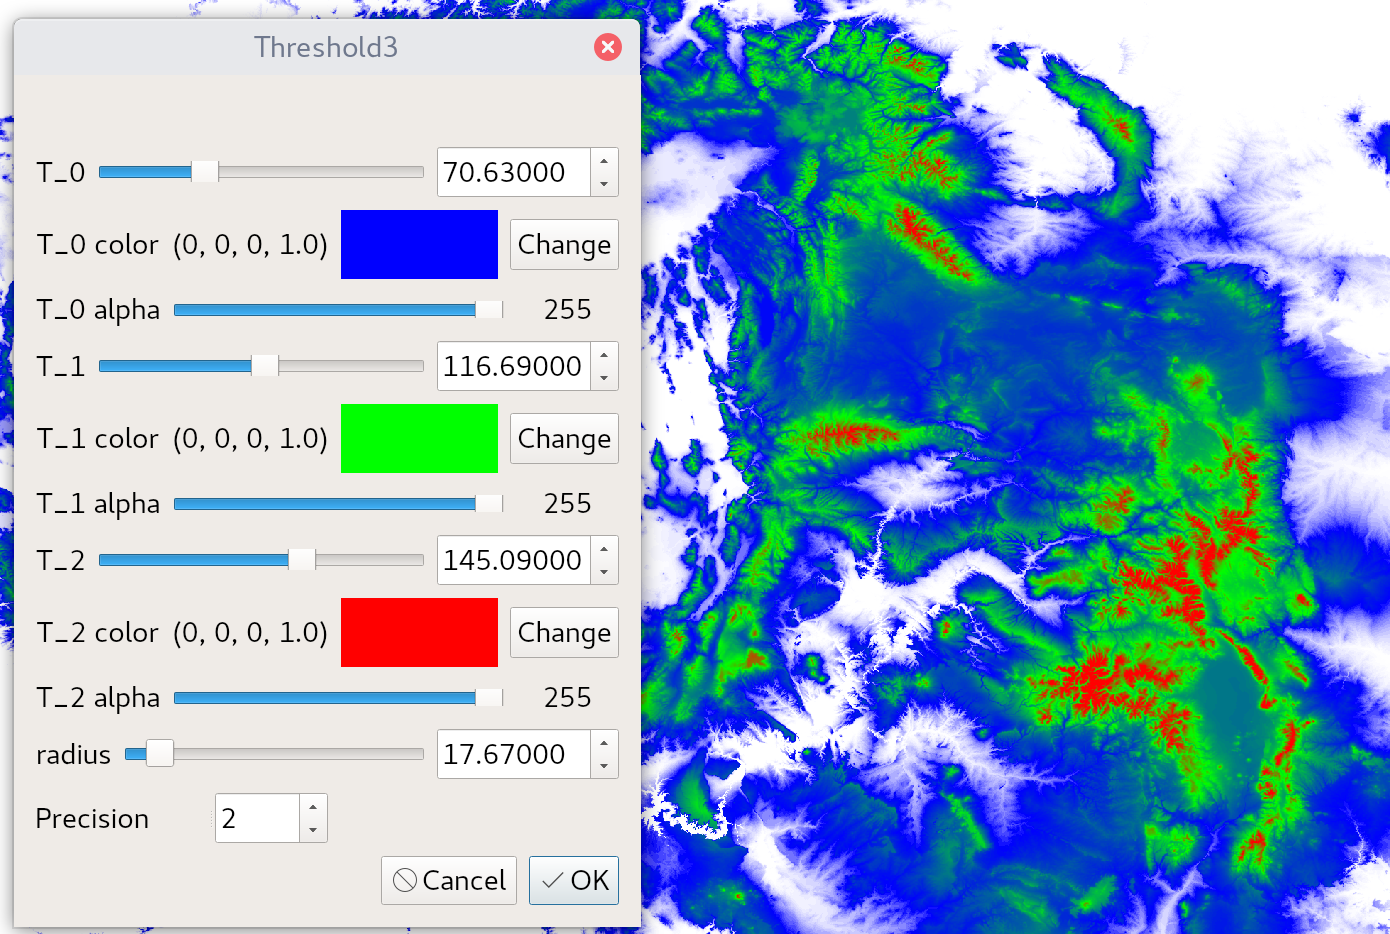 Threshold3
T_0 70.63000
T_0 color (0, 0, 0, 1.0) Change
T_0 alpha 255
T_1 116.69000
T_1 color (0, 0, 0, 1.0) Change
T_1 alpha 255
T_2 145.09000
T_2 color (0, 0, 0, 1.0) Change
T_2 alpha 255
radius 17.67000
Precision 2
Cancel OK